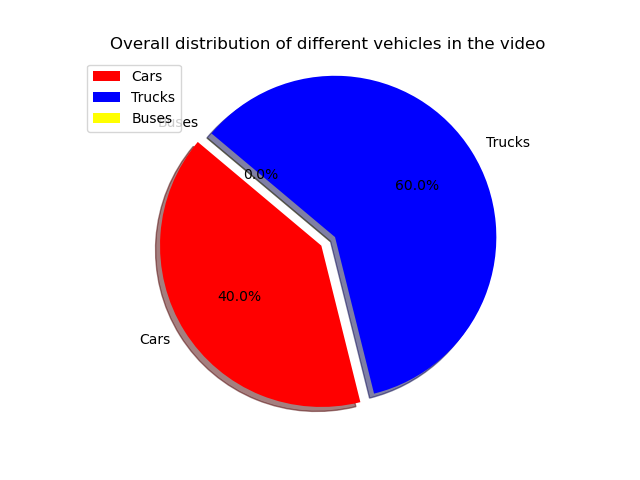 Overall distribution of different vehicles in the video
Cars
Trucks
Buses
Buses
Trucks
0.0%
60.0%
40.0%
Cars